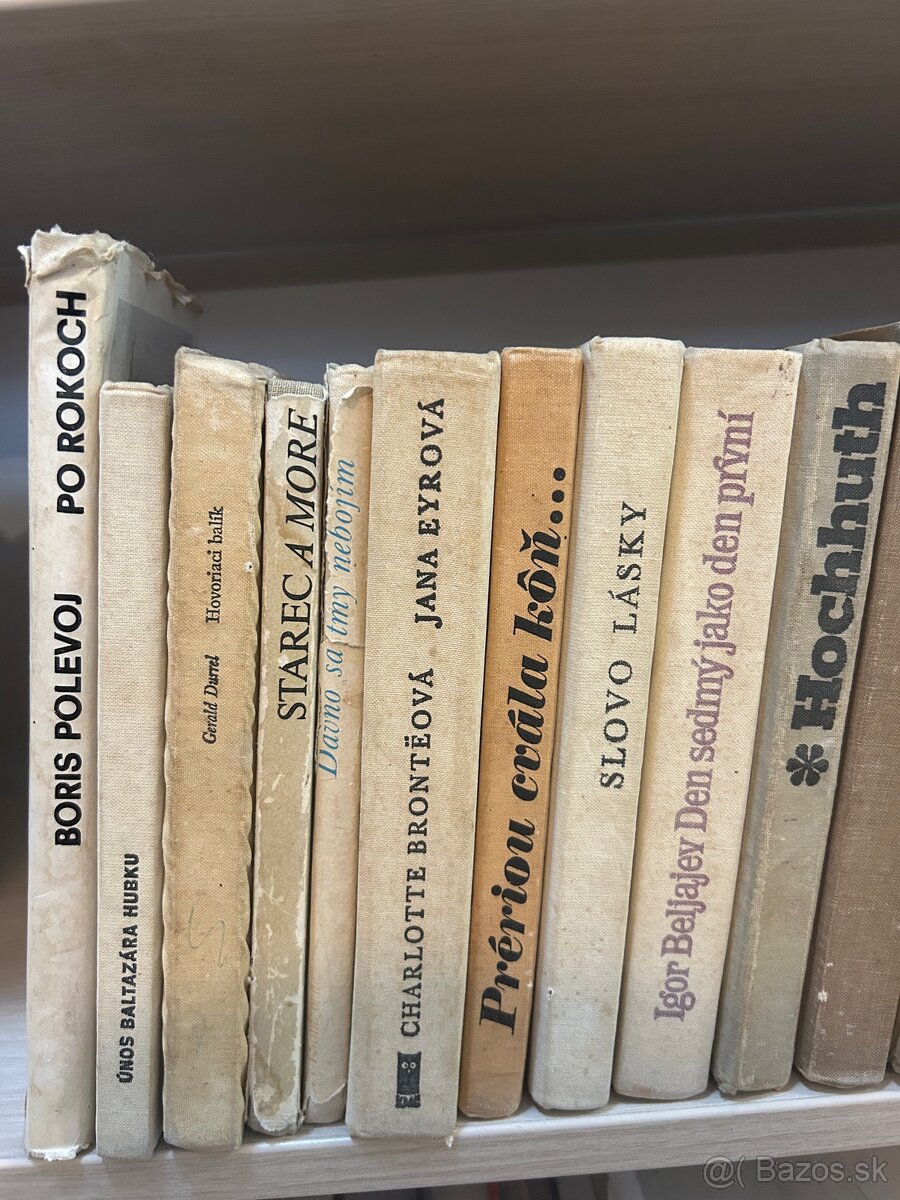 BORIS POLEVOJ PO ROKOCH
ÚNOS BALTAZÁRA HUBKU
Gerald Durrel Hovoriaci balík
STAREC A MORE
Dávno sa tmy nebojím
CHARLOTTE BRONTËOVÁ JANA EYROVÁ
Prériou cvála kôň...
SLOVO LÁSKY
Igor Beljajev Den sedmý jako den první
* Hochhuth
@( Bazos.sk